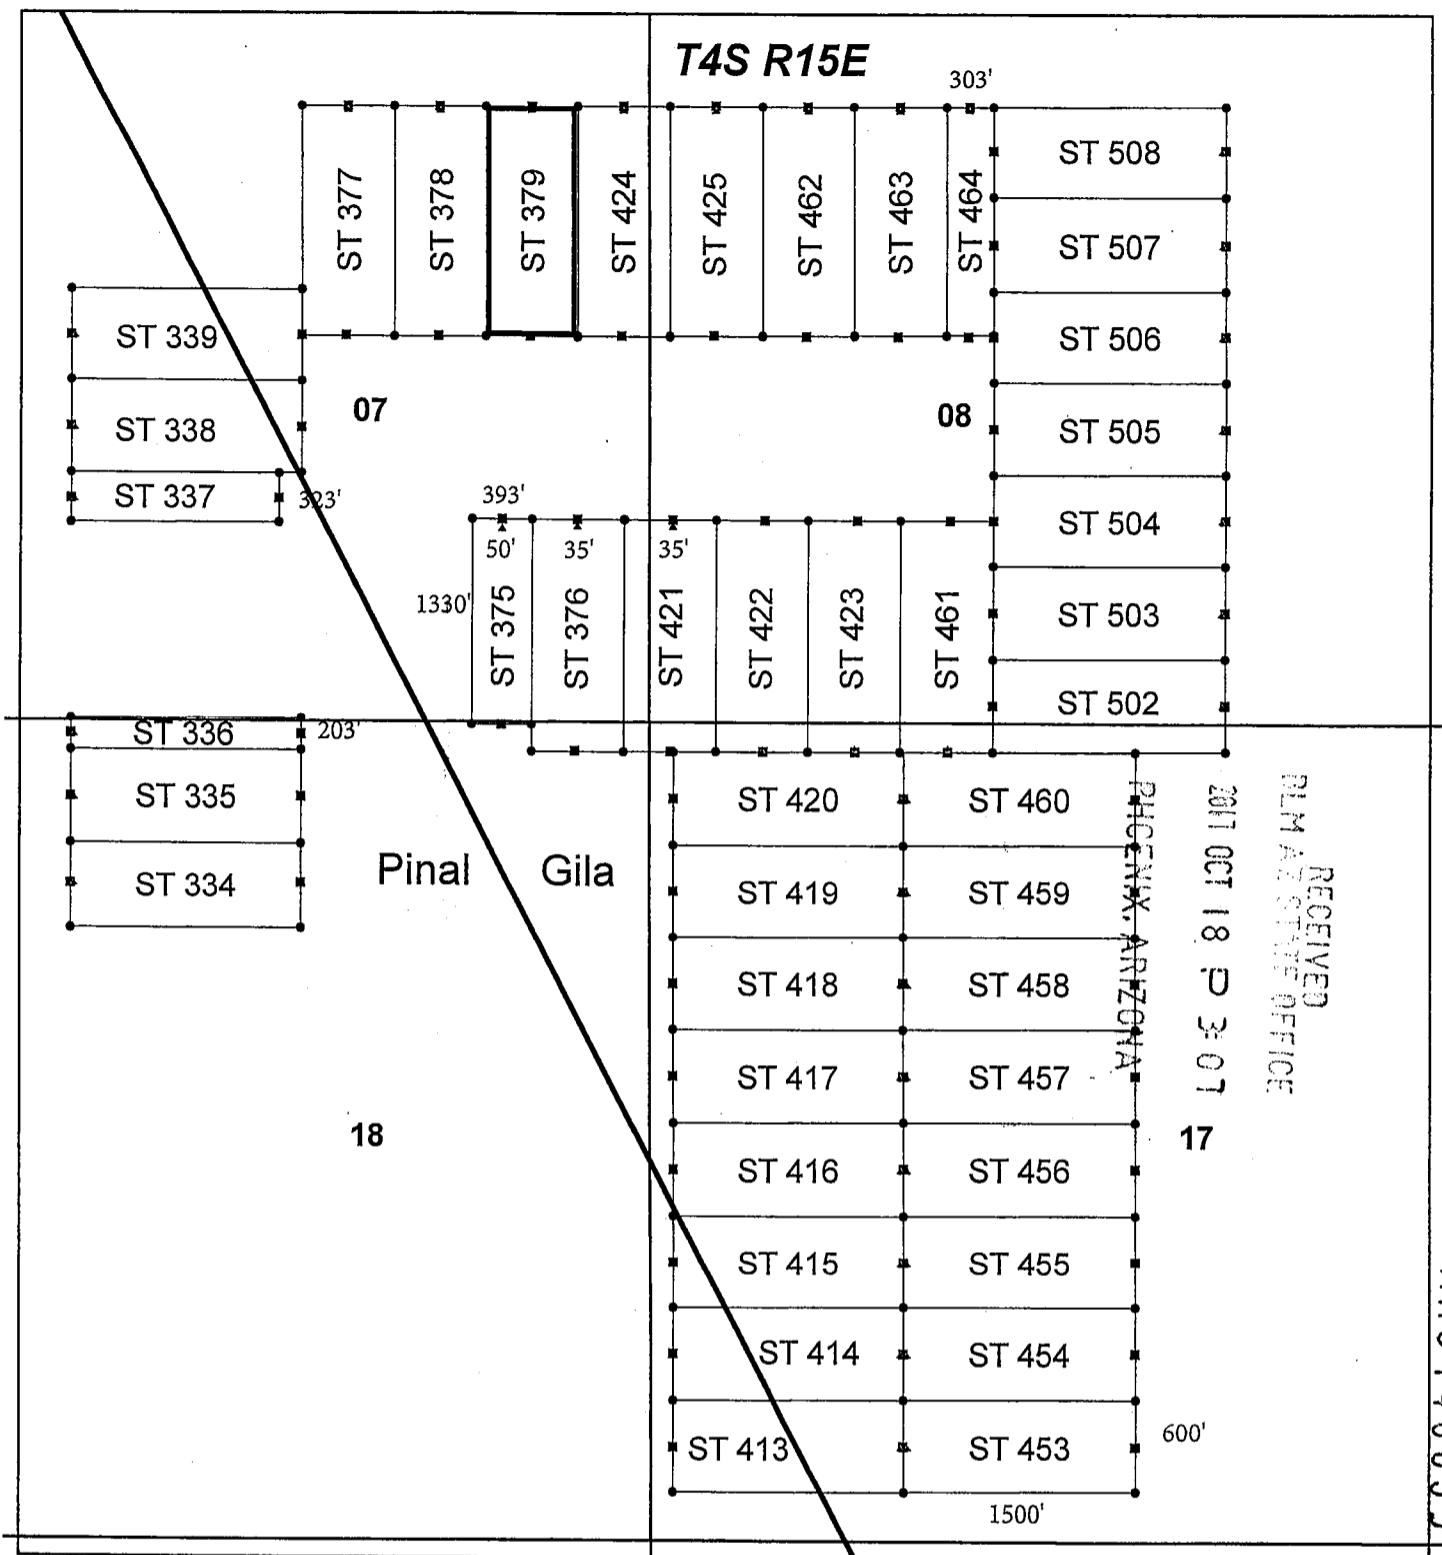 T4S R15E
303'
ST 377
ST 378
ST 379
ST 424
ST 425
ST 462
ST 463
ST 464
ST 508
ST 507
ST 506
ST 505
ST 504
ST 503
ST 502
ST 339
ST 338
ST 337
323'
07
08
393'
50'
35'
35'
1330'
ST 375
ST 376
ST 421
ST 422
ST 423
ST 461
ST 336
203'
ST 335
ST 334
Pinal
Gila
ST 420
ST 460
ST 419
ST 459
ST 418
ST 458
ST 417
ST 457
ST 416
ST 456
ST 415
ST 455
ST 414
ST 454
ST 413
ST 453
600'
1500'
18
17
RECEIVED
BLM AZ STATE OFFICE
2017 OCT 18 P 3:07
PHOENIX, ARIZONA